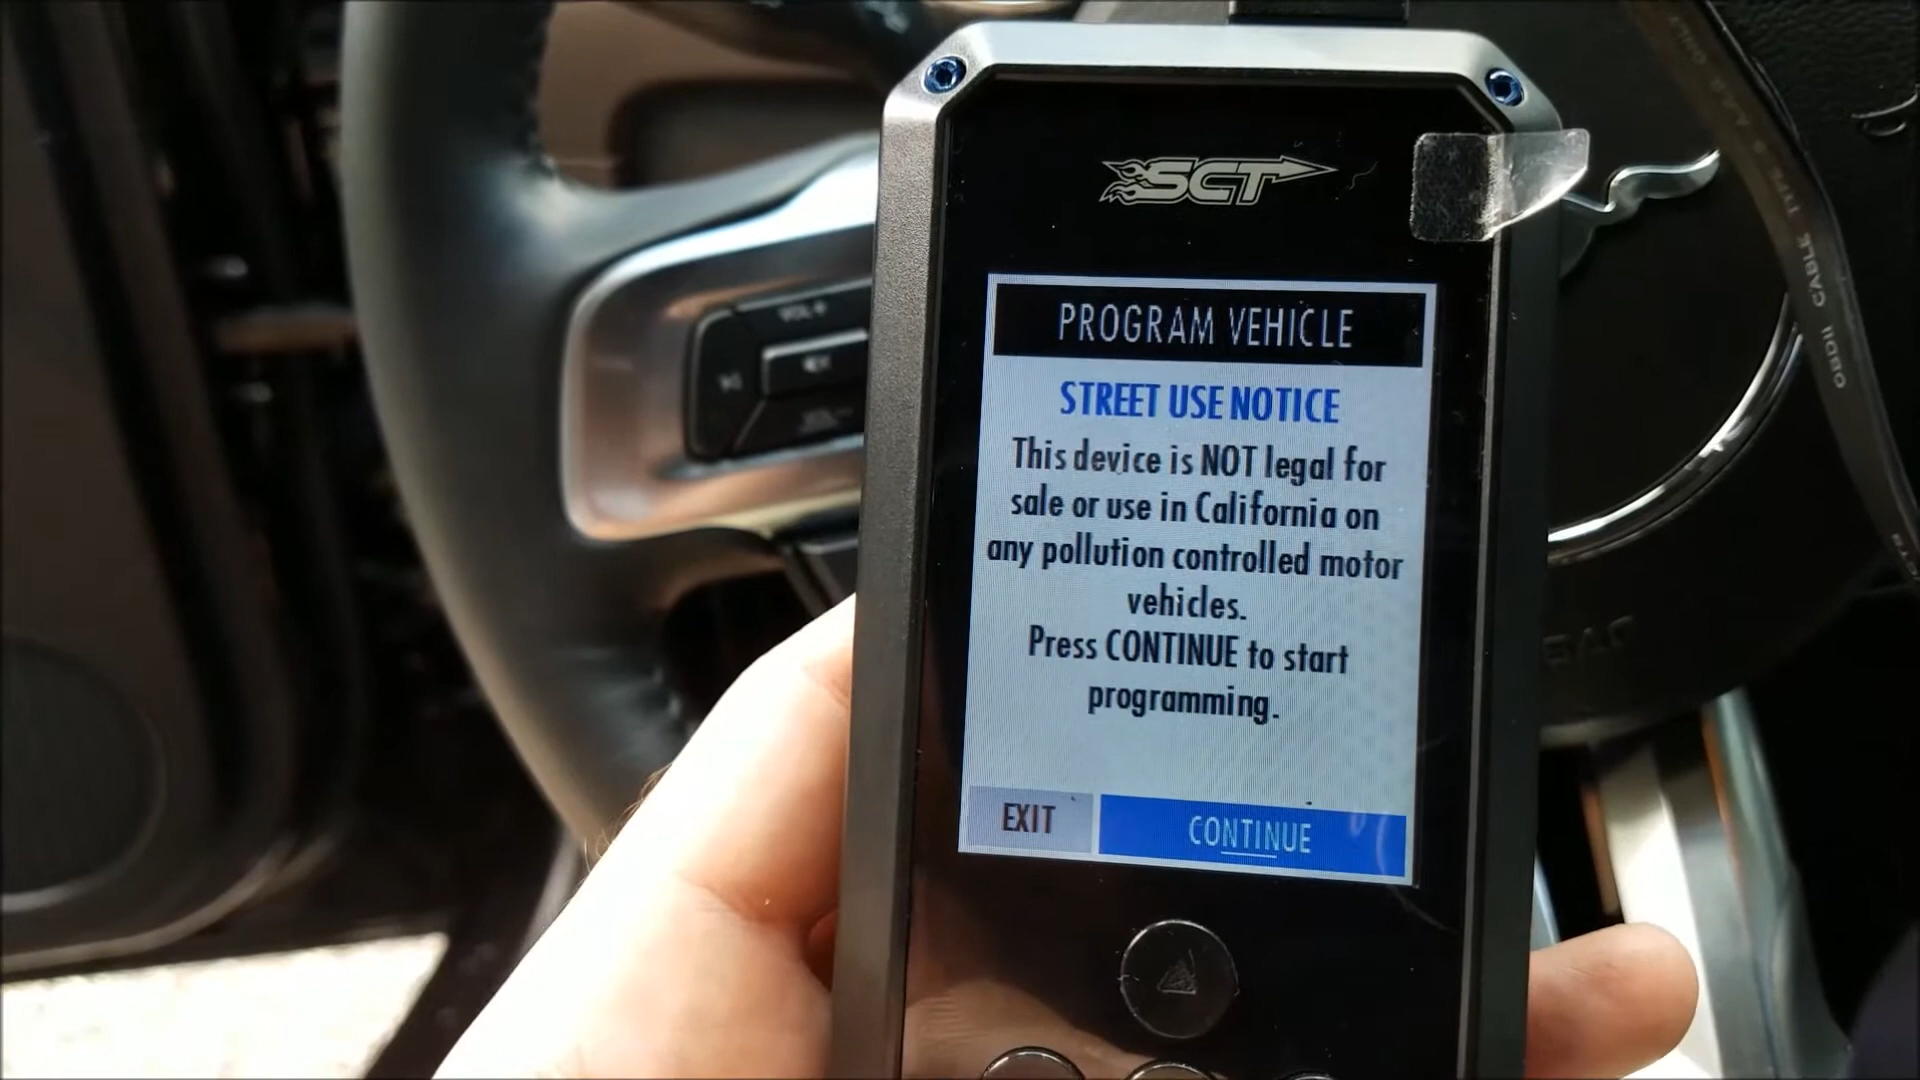 SCT
PROGRAM VEHICLE
STREET USE NOTICE
This device is NOT legal for
sale or use in California on
any pollution controlled motor
vehicles.
Press CONTINUE to start
programming.
EXIT
CONTINUE
VOL+
OBDII CABLE